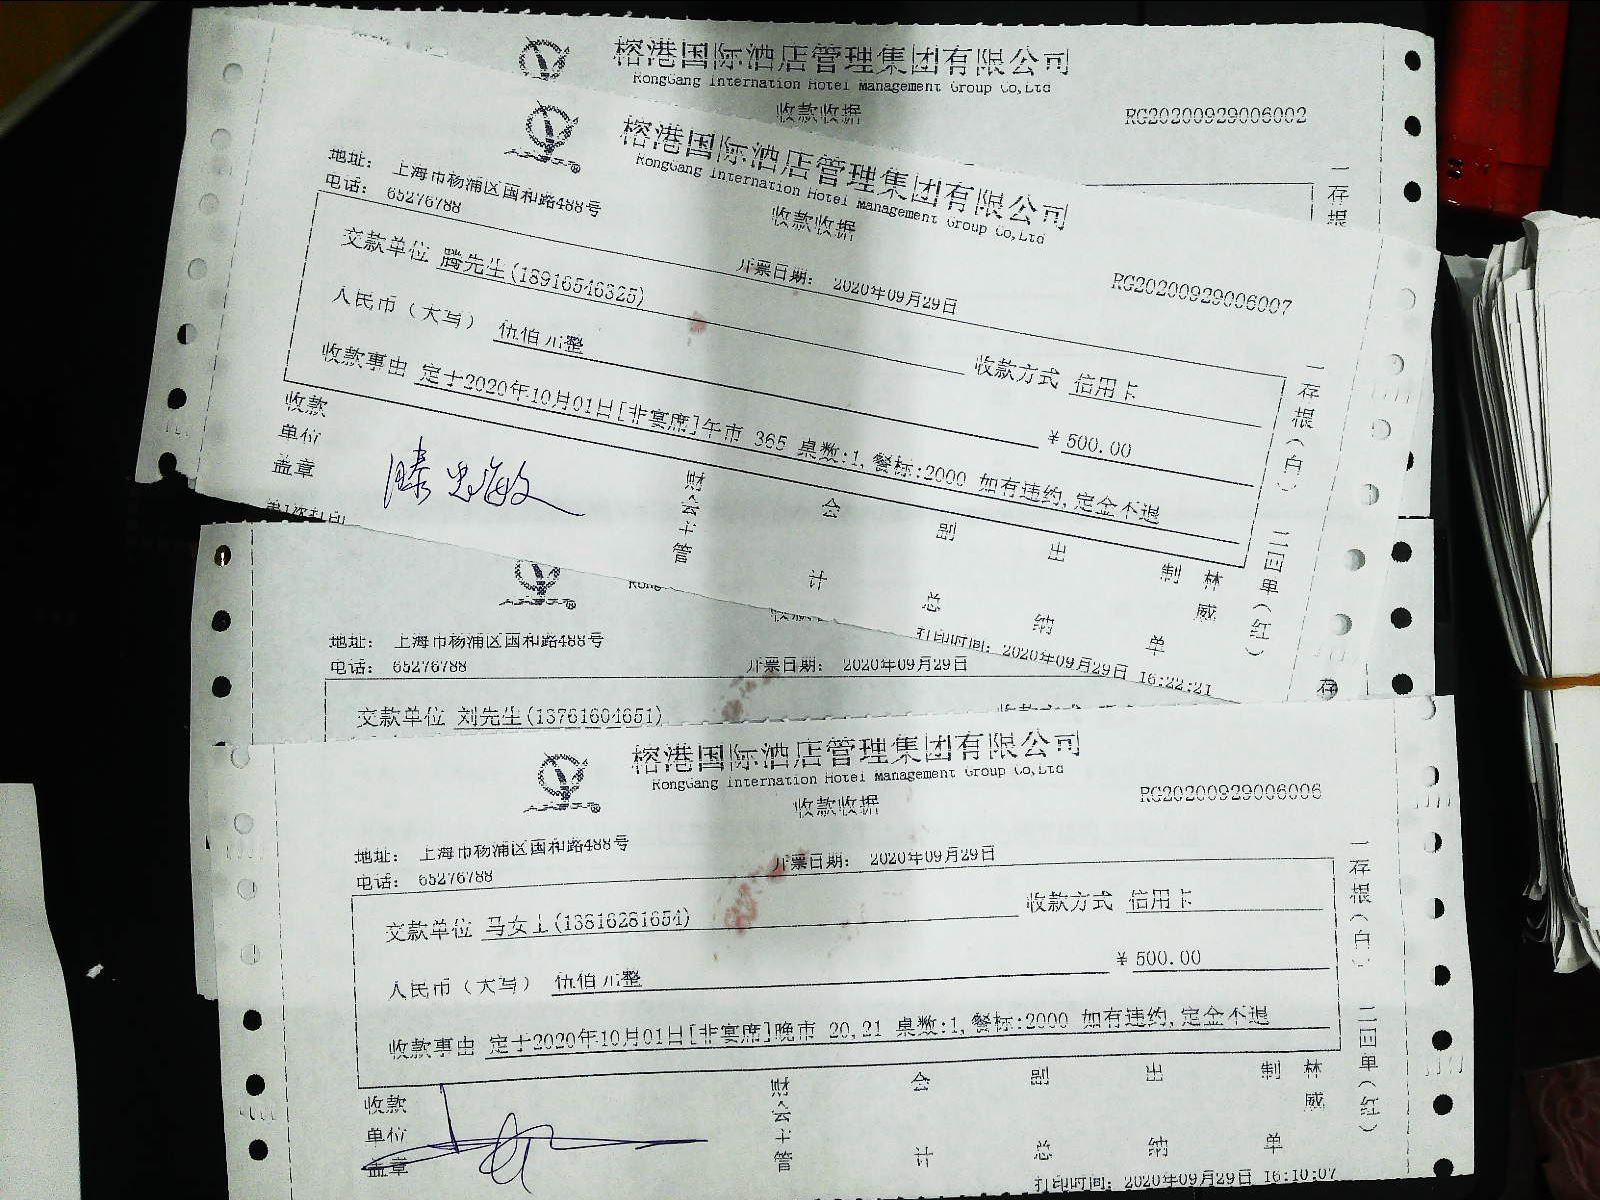 榕港国际酒店管理集团有限公司
RongGang Internation Hotel Management Group Co,Ltd
收款收据
RG20200929006002
一存根
榕港国际酒店管理集团有限公司
RongGang Internation Hotel Management Group Co,Ltd
收款收据
RG20200929006007
地址： 上海市杨浦区国和路488号
电话： 65276788
开票日期： 2020年09月29日
交款单位 腾先生(18916546325)
收款方式 信用卡
人民币（大写） 伍佰元整
￥500.00
收款事由 定于2020年10月01日[非宴席]午市 365 桌数:1,餐标:2000 如有违约,定金不退
收款单位盖章
滕忠敏
财会主管
会计
副总
出纳
制单
林威
一存根（白）
二回单（红）
第1次打印
打印时间： 2020年09月29日 16:22:21
地址： 上海市杨浦区国和路488号
电话： 65276788
开票日期： 2020年09月29日
交款单位 刘先生(13761604651)
收款方式
存
榕港国际酒店管理集团有限公司
RongGang Internation Hotel Management Group Co,Ltd
收款收据
RG20200929006006
地址： 上海市杨浦区国和路488号
电话： 65276788
开票日期： 2020年09月29日
交款单位 马女士(13816281654)
收款方式 信用卡
人民币（大写） 伍佰元整
￥500.00
收款事由 定于2020年10月01日[非宴席]晚市 20,21 桌数:1,餐标:2000 如有违约,定金不退
收款单位盖章
财会主管
会计
副总
出纳
制单
林威
一存根（白）
二回单（红）
打印时间： 2020年09月29日 16:10:07